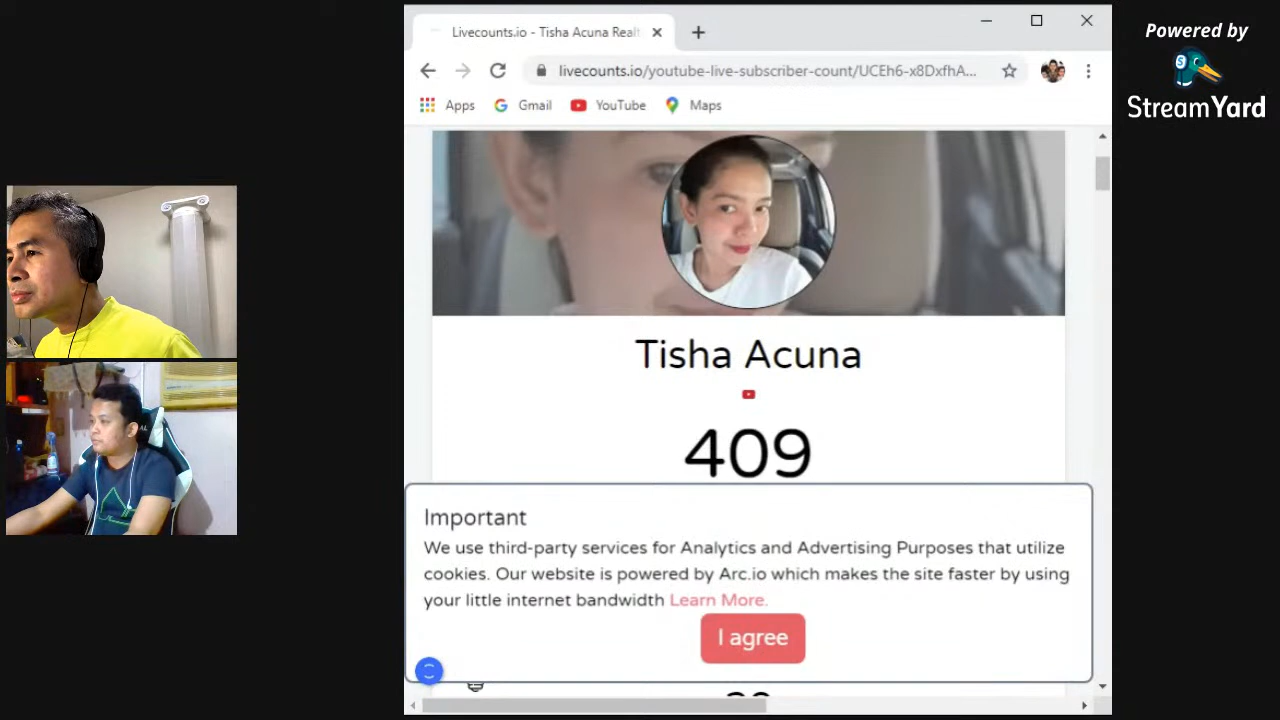 Livecounts.io - Tisha Acuna Realt
livecounts.io/youtube-live-subscriber-count/UCEh6-x8DxfhA...
Apps Gmail YouTube Maps
Powered by
StreamYard
Tisha Acuna
409
Important
We use third-party services for Analytics and Advertising Purposes that utilize
cookies. Our website is powered by Arc.io which makes the site faster by using
your little internet bandwidth Learn More.
I agree